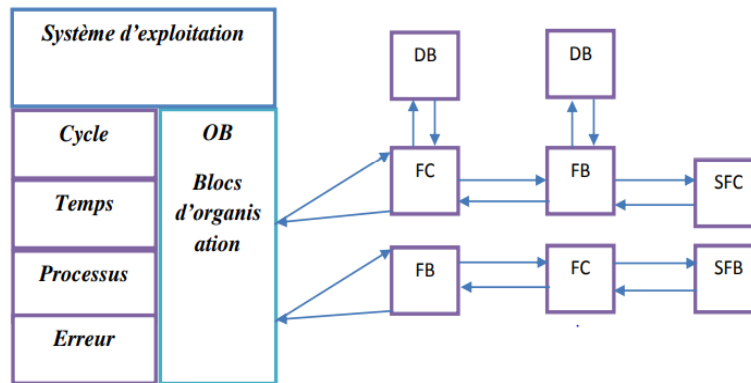 Système d'exploitation
Cycle
Temps
Processus
Erreur
OB
Blocs
d'organis
ation
DB
DB
FC
FB
SFC
FB
FC
SFB